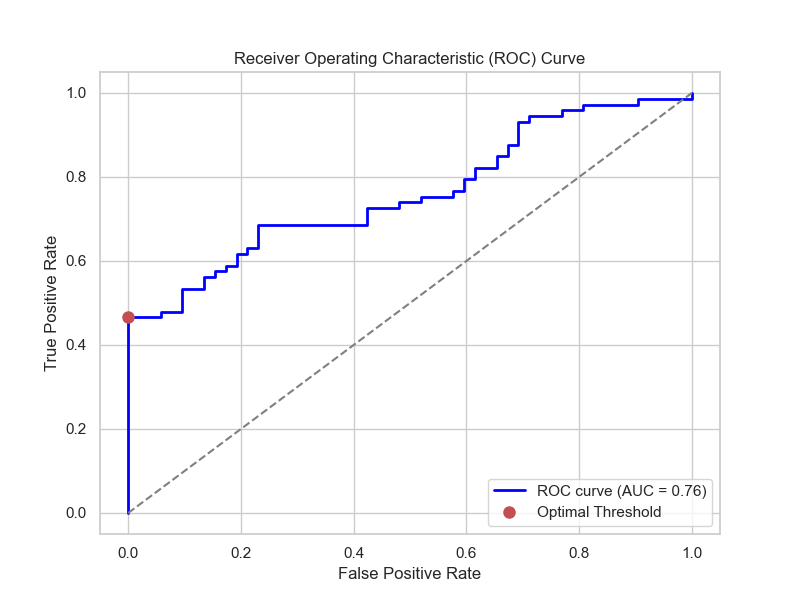 Receiver Operating Characteristic (ROC) Curve
1.0
0.8
0.6
0.4
0.2
0.0
True Positive Rate
0.0 0.2 0.4 0.6 0.8 1.0
False Positive Rate
ROC curve (AUC = 0.76)
Optimal Threshold